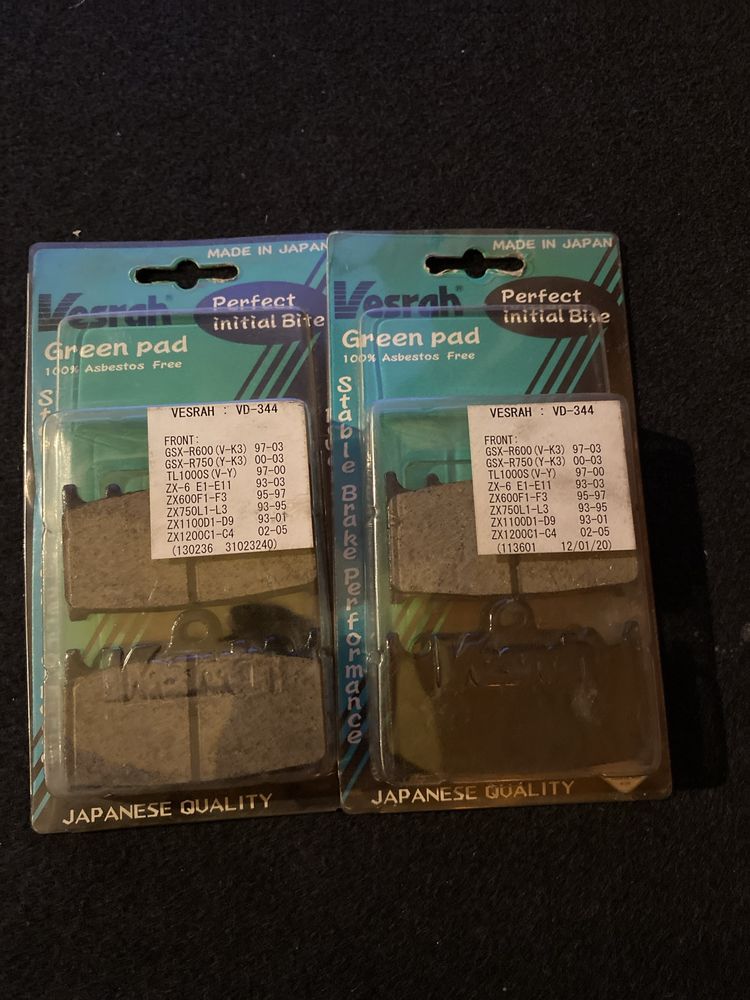 MADE IN JAPAN
Vesrah®
Perfect
initial Bite
Green pad
100% Asbestos Free
VESRAH : VD-344
FRONT:
GSX-R600(V-K3) 97-03
GSX-R750(Y-K3) 00-03
TL1000S(V-Y) 97-00
ZX-6 E1-E11 93-03
ZX600F1-F3 95-97
ZX750L1-L3 93-95
ZX1100D1-D9 93-01
ZX1200C1-C4 02-05
(130236 31023240)
JAPANESE QUALITY
MADE IN JAPAN
Vesrah®
Perfect
initial Bite
Green pad
100% Asbestos Free
Stable Brake Performance
VESRAH : VD-344
FRONT:
GSX-R600(V-K3) 97-03
GSX-R750(Y-K3) 00-03
TL1000S(V-Y) 97-00
ZX-6 E1-E11 93-03
ZX600F1-F3 95-97
ZX750L1-L3 93-95
ZX1100D1-D9 93-01
ZX1200C1-C4 02-05
(113601 12/01/20)
JAPANESE QUALITY